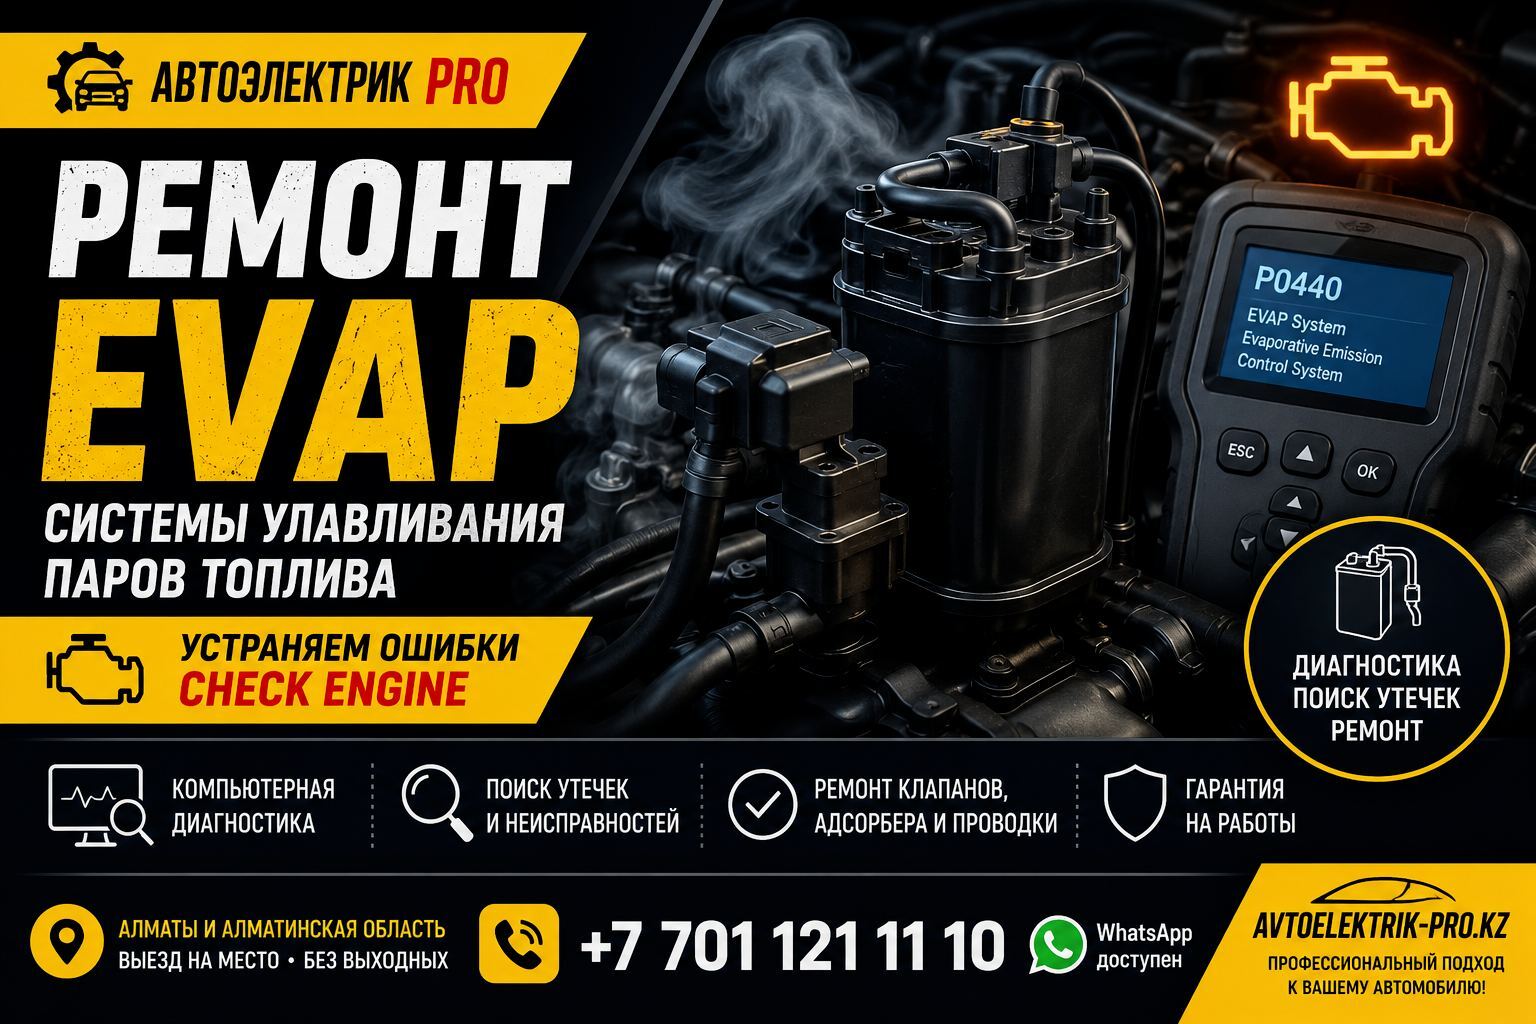 АВТОЭЛЕКТРИК PRO
РЕМОНТ
EVAP
СИСТЕМЫ УЛАВЛИВАНИЯ
ПАРОВ ТОПЛИВА
УСТРАНЯЕМ ОШИБКИ
CHECK ENGINE
P0440
EVAP System
Evaporative Emission
Control System
ESC
OK
ДИАГНОСТИКА
ПОИСК УТЕЧЕК
РЕМОНТ
КОМПЬЮТЕРНАЯ
ДИАГНОСТИКА
ПОИСК УТЕЧЕК
И НЕИСПРАВНОСТЕЙ
РЕМОНТ КЛАПАНОВ,
АДСОРБЕРА И ПРОВОДКИ
ГАРАНТИЯ
НА РАБОТЫ
АЛМАТЫ И АЛМАТИНСКАЯ ОБЛАСТЬ
ВЫЕЗД НА МЕСТО • БЕЗ ВЫХОДНЫХ
+7 701 121 11 10
WhatsApp
доступен
AVTOELEKTRIK-PRO.KZ
ПРОФЕССИОНАЛЬНЫЙ ПОДХОД
К ВАШЕМУ АВТОМОБИЛЮ!